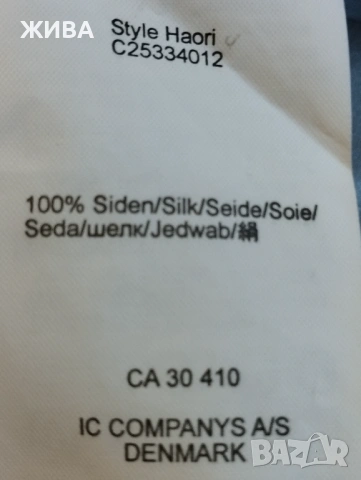 ЖИВА
Style Haori
C25334012
100% Siden/Silk/Seide/Soie/
Seda/шелк/Jedwab/絹
CA 30 410
IC COMPANYS A/S
DENMARK
bazar